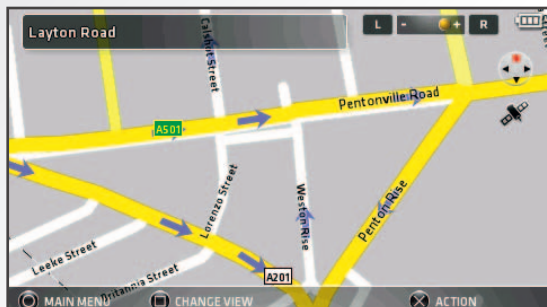 Layton Road
L - + R
Calshot Street
Pentonville Road
A501
Lorenzo Street
Weston Rise
Penton Rise
Leeke Street
Britannia Street
A201
MAIN MENU
CHANGE VIEW
ACTION